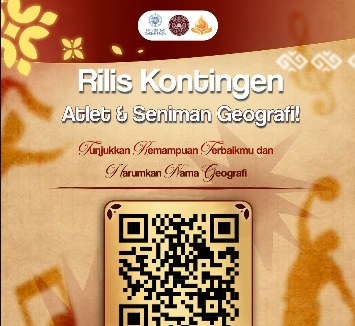 Rilis Kontingen
Atlet & Seniman Geografi!
Tunjukkan Kemampuan Terbaikmu dan
Harumkan Nama Geografi